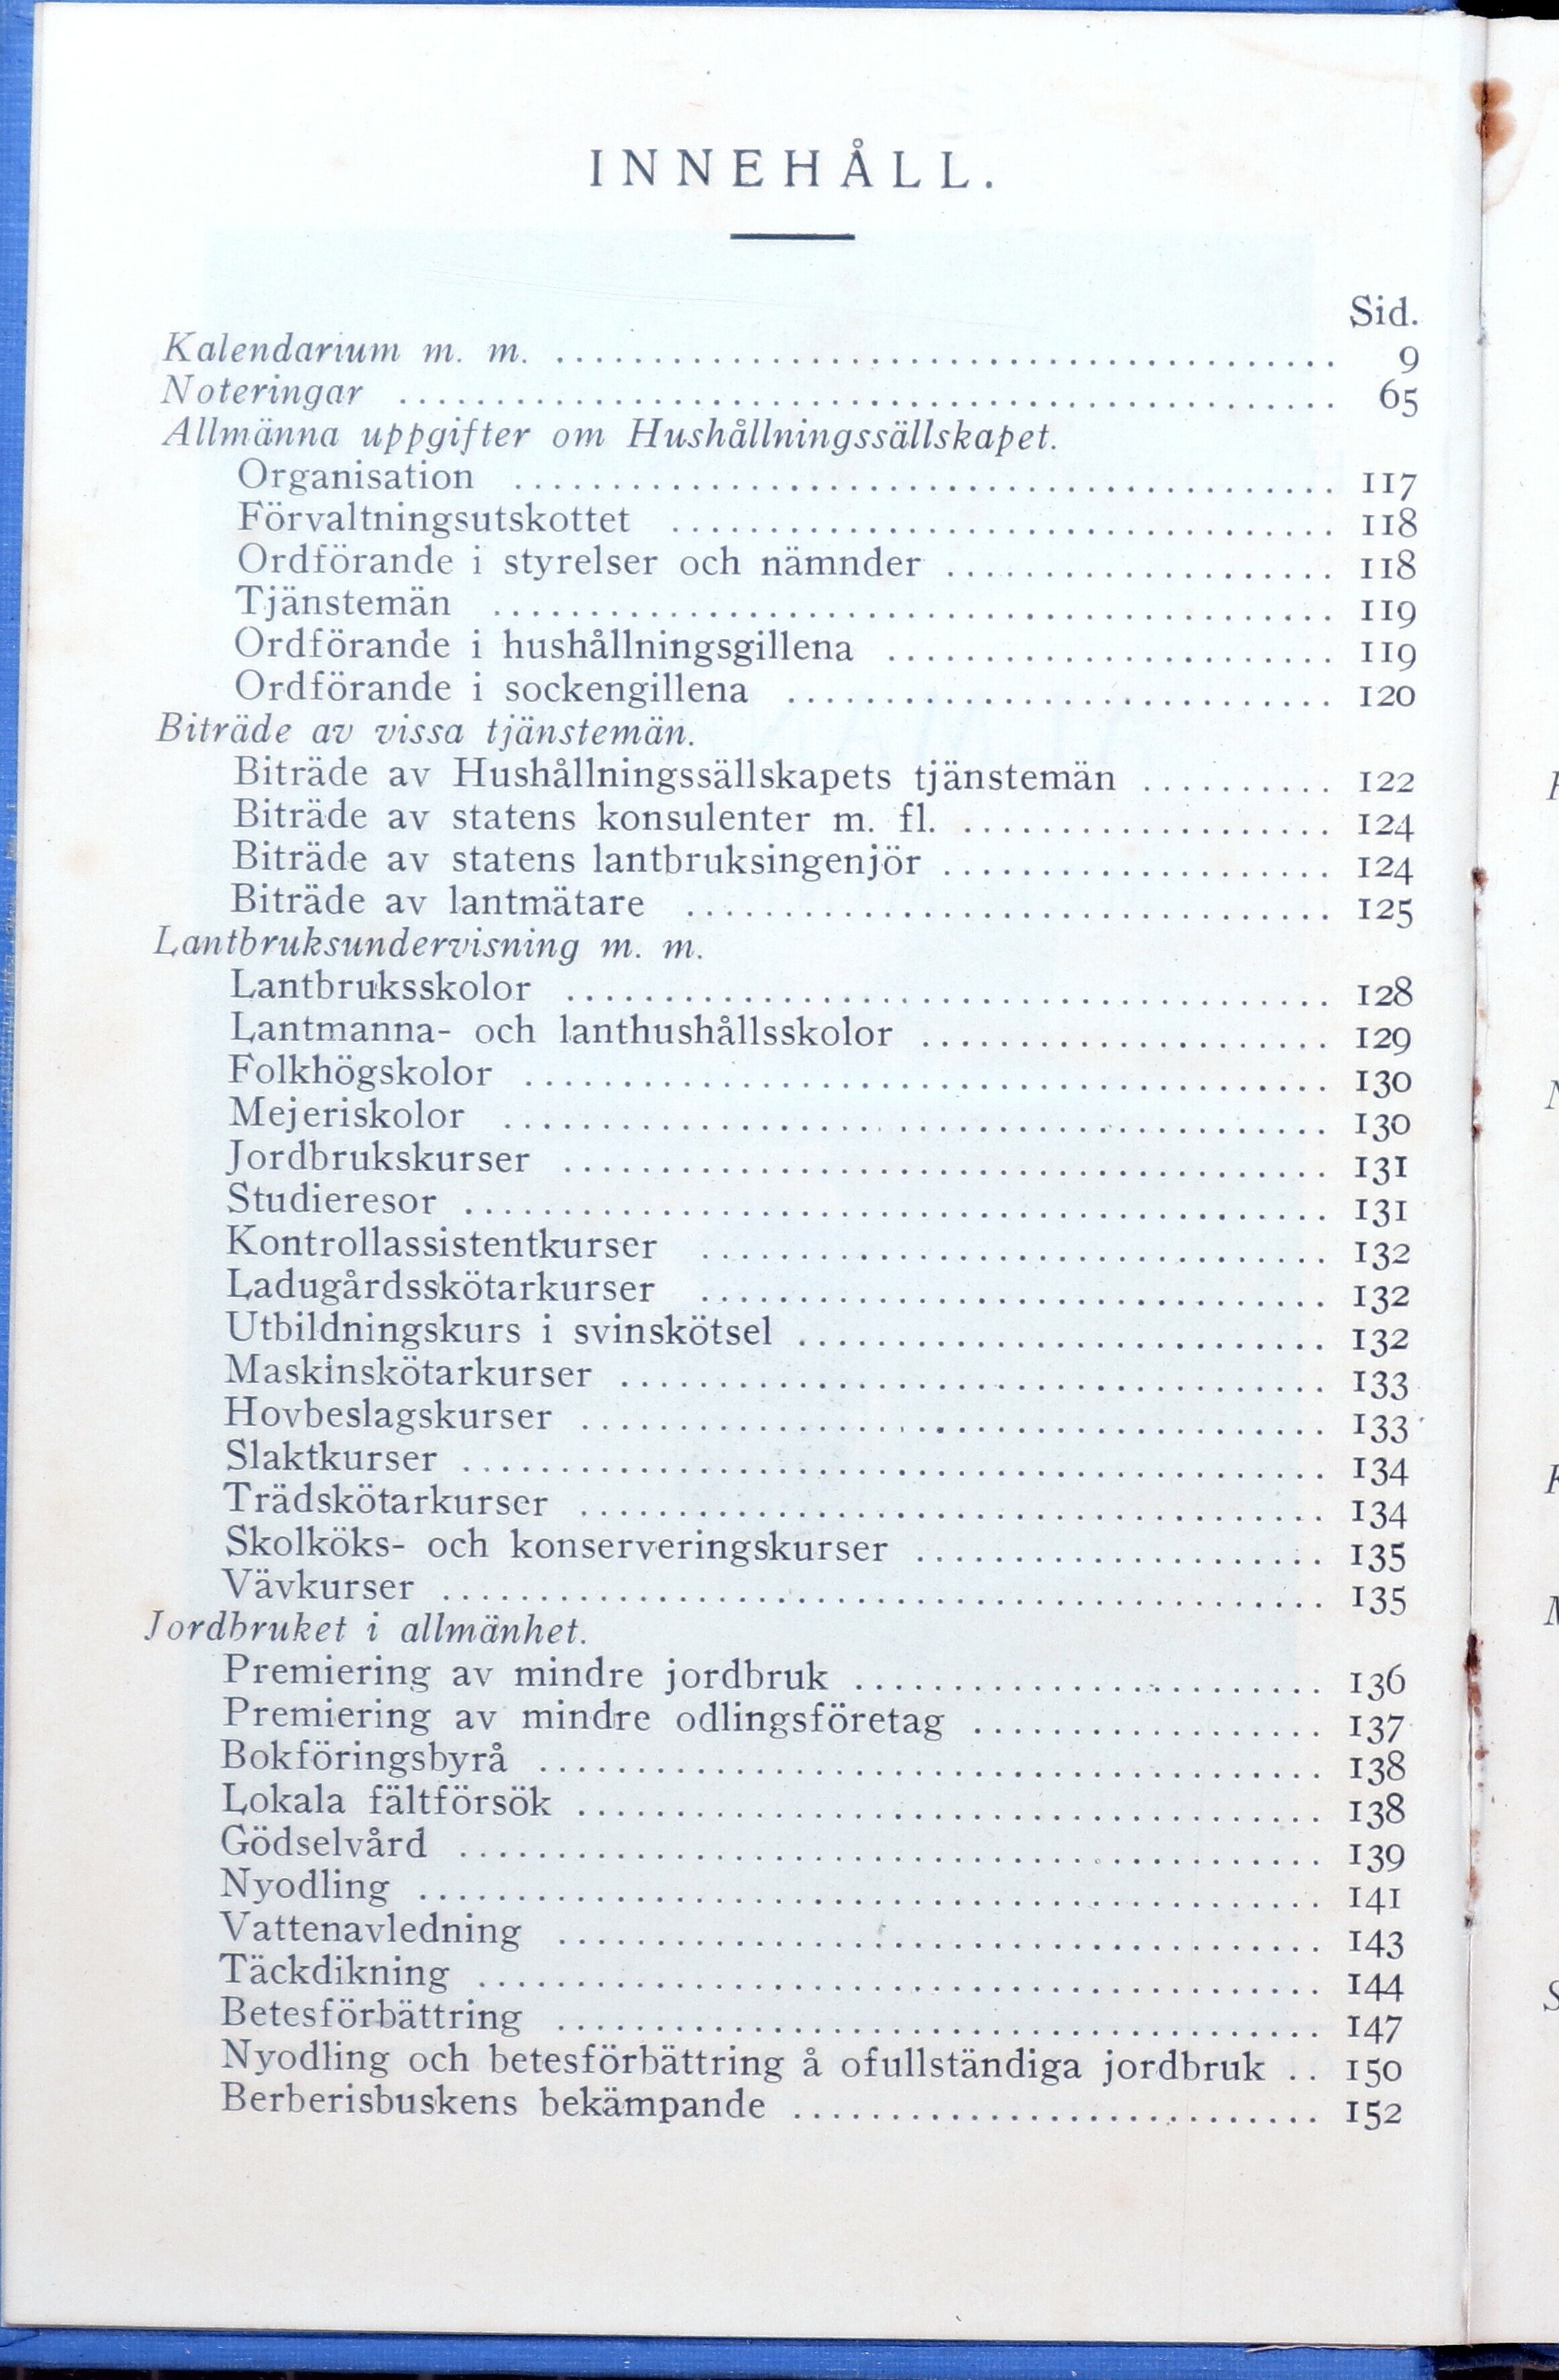 INNEHÅLL.
Sid.
Kalendarium m. m. ........ 9
Noteringar ........ 65
Allmänna uppgifter om Hushållningssällskapet.
Organisation ........ 117
Förvaltningsutskottet ........ 118
Ordförande i styrelser och nämnder ........ 118
Tjänstemän ........ 119
Ordförande i hushållningsgillena ........ 119
Ordförande i sockengillena ........ 120
Biträde av vissa tjänstemän.
Biträde av Hushållningssällskapets tjänstemän ........ 122
Biträde av statens konsulenter m. fl. ........ 124
Biträde av statens lantbruksingenjör ........ 124
Biträde av lantmätare ........ 125
Lantbruksundervisning m. m.
Lantbruksskolor ........ 128
Lantmanna- och lanthushållsskolor ........ 129
Folkhögskolor ........ 130
Mejeriskolor ........ 130
Jordbrukskurser ........ 131
Studieresor ........ 131
Kontrollassistentkurser ........ 132
Ladugårdsskötarkurser ........ 132
Utbildningskurs i svinskötsel ........ 132
Maskinskötarkurser ........ 133
Hovbeslagskurser ........ 133
Slaktkurser ........ 134
Trädskötarkurser ........ 134
Skolköks- och konserveringskurser ........ 135
Vävkurser ........ 135
Jordbruket i allmänhet.
Premiering av mindre jordbruk ........ 136
Premiering av mindre odlingsföretag ........ 137
Bokföringsbyrå ........ 138
Lokala fältförsök ........ 138
Gödselvård ........ 139
Nyodling ........ 141
Vattenavledning ........ 143
Täckdikning ........ 144
Betesförbättring ........ 147
Nyodling och betesförbättring å ofullständiga jordbruk .. 150
Berberisbuskens bekämpande ........ 152